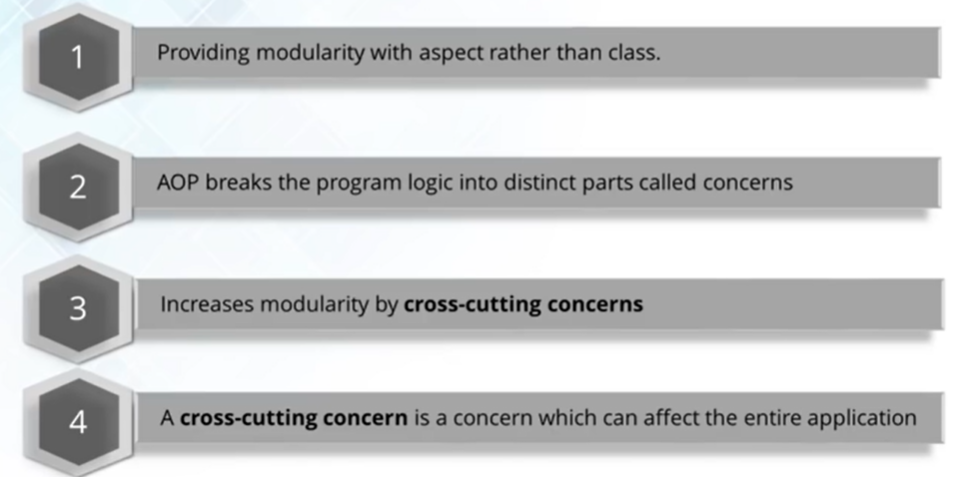 1 Providing modularity with aspect rather than class.
2 AOP breaks the program logic into distinct parts called concerns
3 Increases modularity by cross-cutting concerns
4 A cross-cutting concern is a concern which can affect the entire application